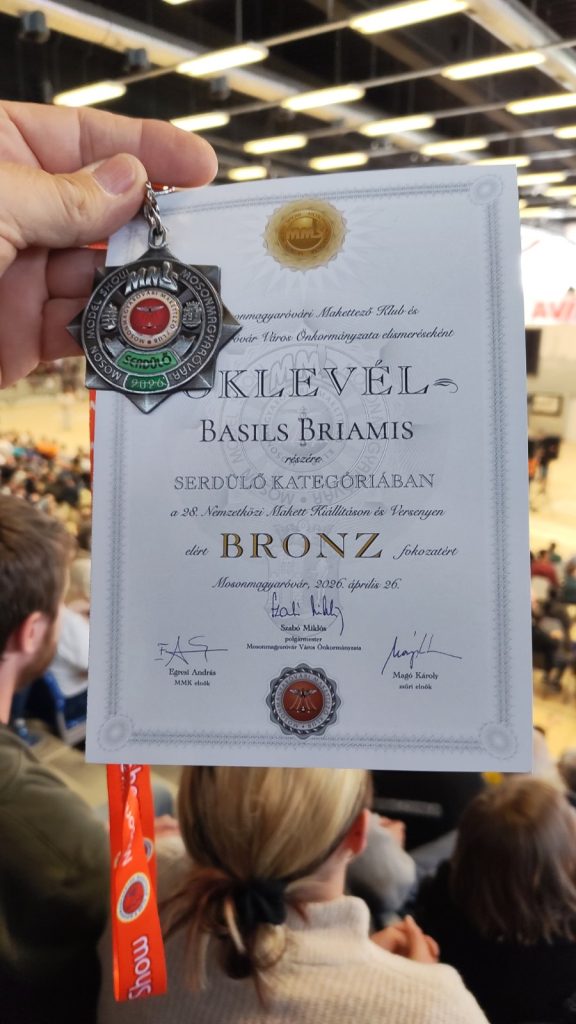 MMS
MOSON MODEL SHOW MOSONMAGYARÓVÁR
SERDÜLŐ
2026
MMS
Mosonmagyaróvári Makettező Klub és
Város Önkormányzata elismeréseként
OKLEVÉL
BASILS BRIAMIS
részére
SERDÜLŐ KATEGÓRIÁBAN
a 28. Nemzetközi Makett Kiállításon és Versenyen
elért BRONZ fokozatért
Mosonmagyaróvár, 2026. április 26.
Szabó Miklós
polgármester
Mosonmagyaróvár Város Önkormányzata
Egresi András
MMK elnök
Magó Károly
zsűri elnök
Show